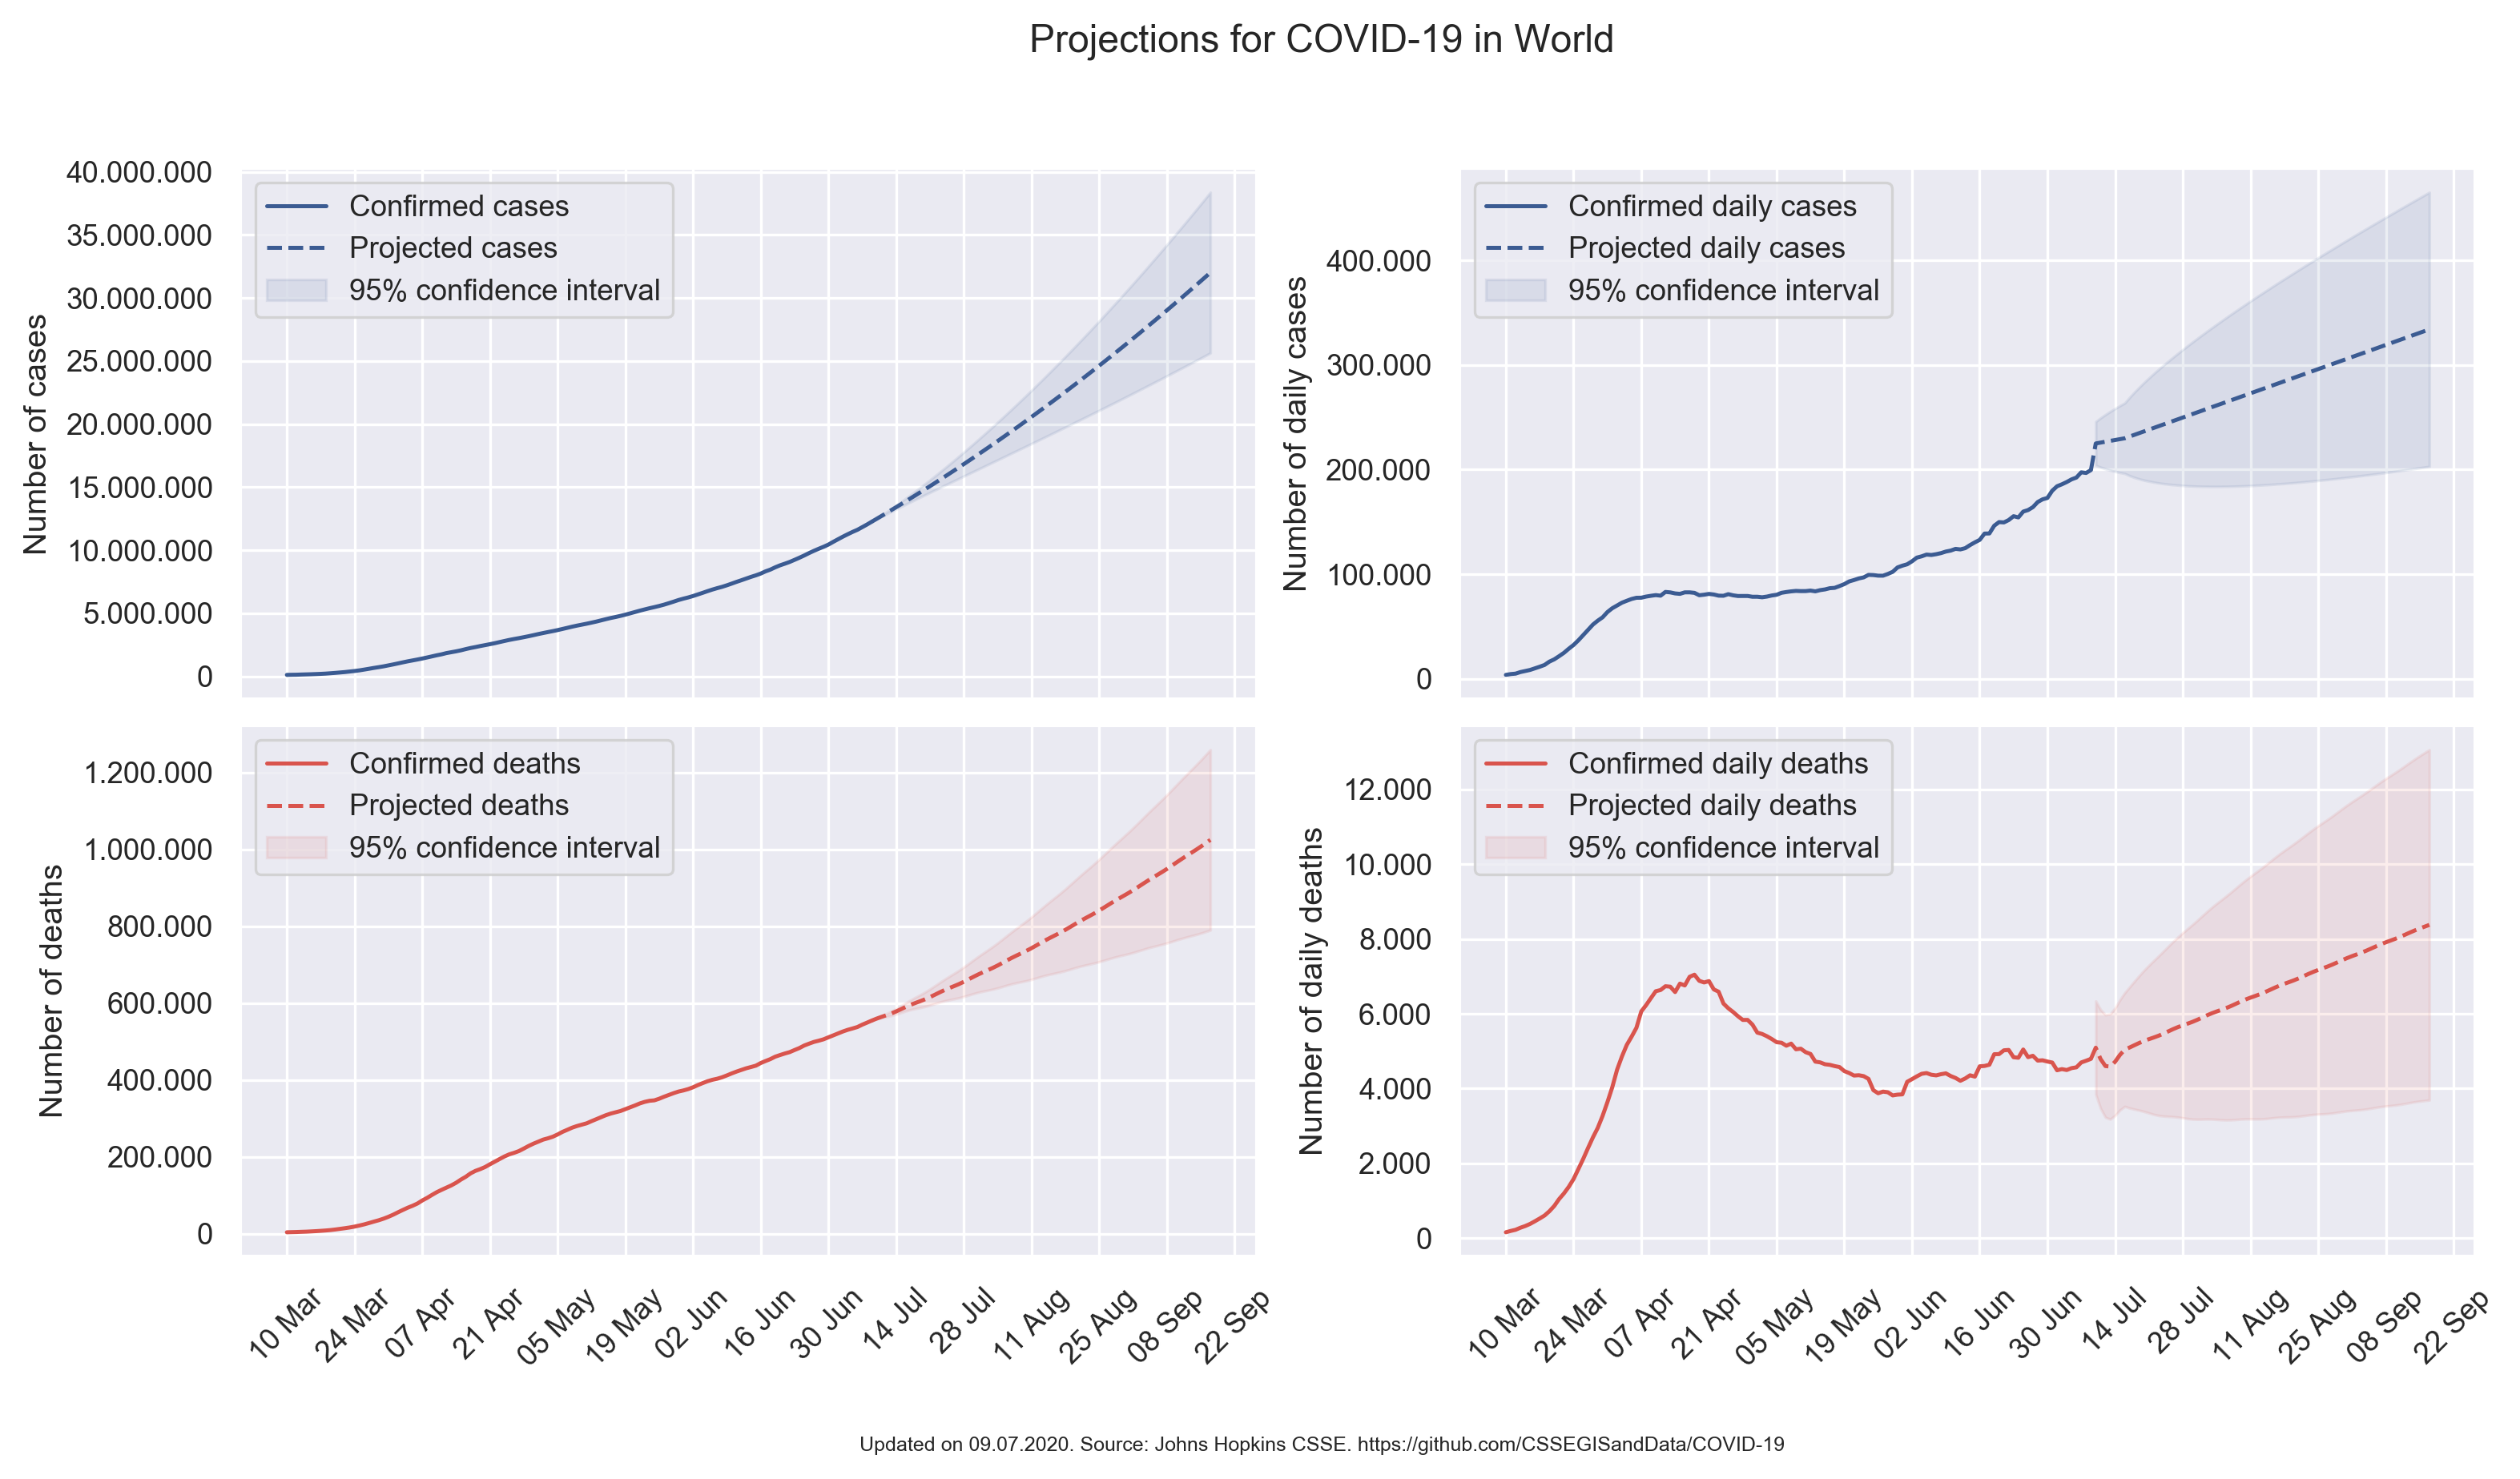 Projections for COVID-19 in World
40.000.000
35.000.000
30.000.000
25.000.000
20.000.000
15.000.000
10.000.000
5.000.000
0
Number of cases
Confirmed cases
Projected cases
95% confidence interval
400.000
300.000
200.000
100.000
0
Number of daily cases
Confirmed daily cases
Projected daily cases
95% confidence interval
1.200.000
1.000.000
800.000
600.000
400.000
200.000
0
Number of deaths
Confirmed deaths
Projected deaths
95% confidence interval
10 Mar
24 Mar
07 Apr
21 Apr
05 May
19 May
02 Jun
16 Jun
30 Jun
14 Jul
28 Jul
11 Aug
25 Aug
08 Sep
22 Sep
12.000
10.000
8.000
6.000
4.000
2.000
0
Number of daily deaths
Confirmed daily deaths
Projected daily deaths
95% confidence interval
10 Mar
24 Mar
07 Apr
21 Apr
05 May
19 May
02 Jun
16 Jun
30 Jun
14 Jul
28 Jul
11 Aug
25 Aug
08 Sep
22 Sep
Updated on 09.07.2020. Source: Johns Hopkins CSSE. https://github.com/CSSEGISandData/COVID-19